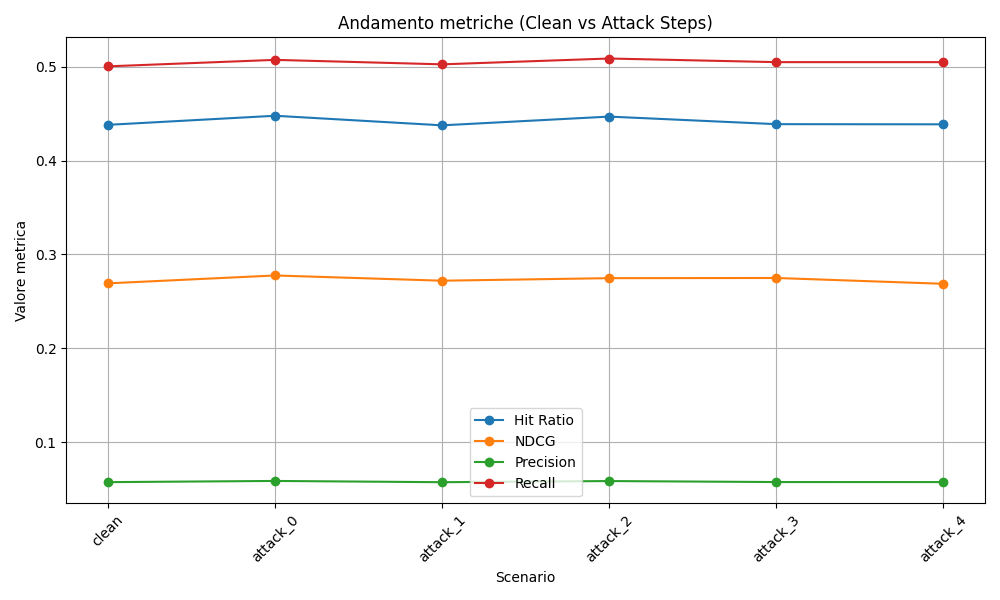 Andamento metriche (Clean vs Attack Steps)
Valore metrica
0.5
0.4
0.3
0.2
0.1
Hit Ratio
NDCG
Precision
Recall
clean
attack_0
attack_1
attack_2
attack_3
attack_4
Scenario